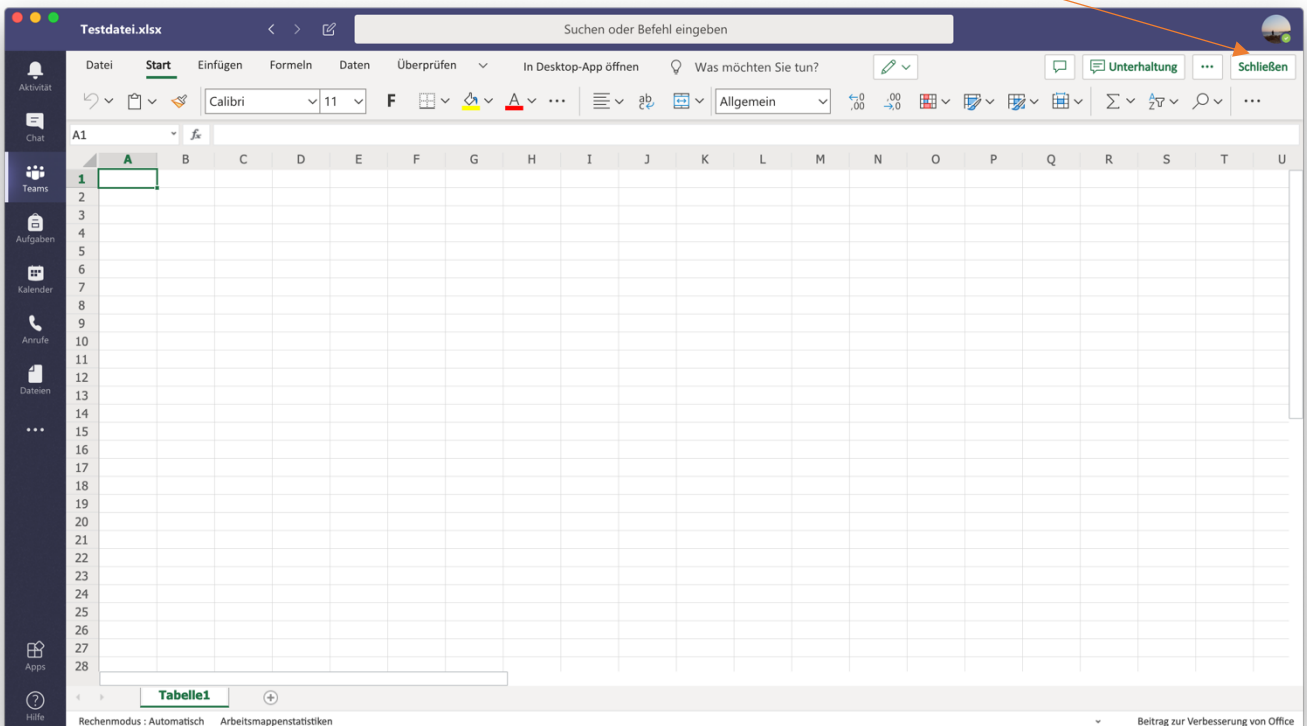 Testdatei.xlsx
Suchen oder Befehl eingeben
Aktivität
Chat
Teams
Aufgaben
Kalender
Anrufe
Dateien
Apps
Hilfe
Datei Start Einfügen Formeln Daten Überprüfen In Desktop-App öffnen Was möchten Sie tun? Unterhaltung Schließen
Calibri 11 F A ab Allgemein
A1 fx
A B C D E F G H I J K L M N O P Q R S T U
1
2
3
4
5
6
7
8
9
10
11
12
13
14
15
16
17
18
19
20
21
22
23
24
25
26
27
28
Tabelle1
Rechenmodus : Automatisch Arbeitsmappenstatistiken Beitrag zur Verbesserung von Office